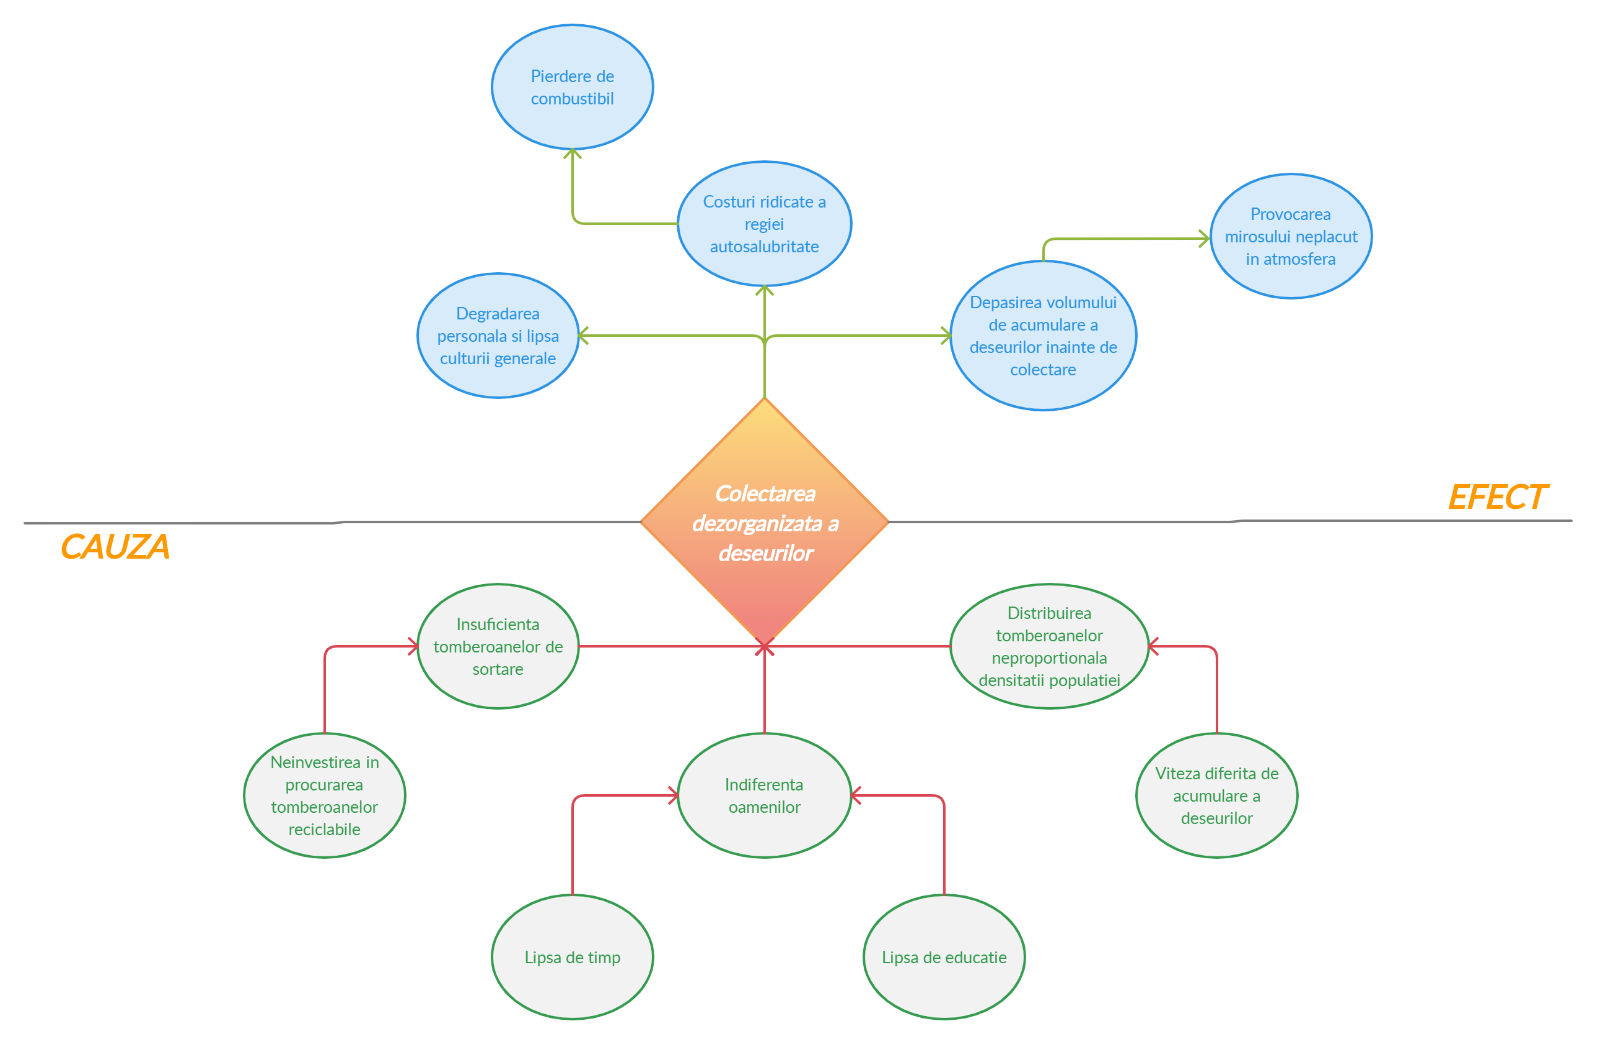 Pierdere de
combustibil
Costuri ridicate a
regiei
autosalubritate
Provocarea
mirosului neplacut
in atmosfera
Degradarea
personala si lipsa
culturii generale
Depasirea volumului
de acumulare a
deseurilor inainte de
colectare
Colectarea
dezorganizata a
deseurilor
EFECT
CAUZA
Insuficienta
tomberoanelor de
sortare
Distribuirea
tomberoanelor
neproportionala
densitatii populatiei
Neinvestirea in
procurarea
tomberoanelor
reciclabile
Indiferenta
oamenilor
Viteza diferita de
acumulare a
deseurilor
Lipsa de timp
Lipsa de educatie